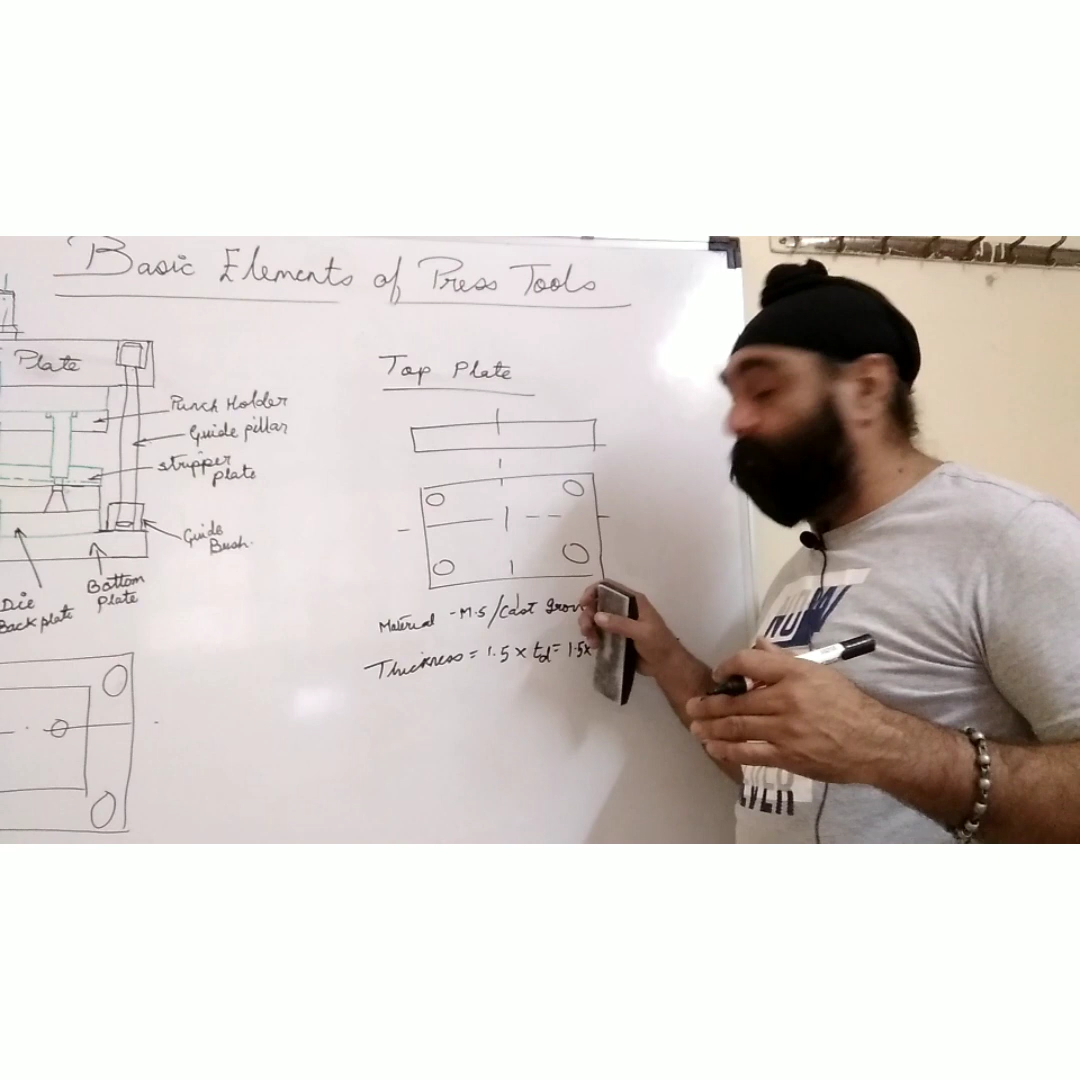 Basic Elements of Press Tools
Plate
Punch Holder
Guide pillar
stripper
plate
Guide
Bush.
Bottom
Plate
Die
Back plate
Top Plate
Material - M.S/Cast Iron
Thickness = 1.5 x td = 1.5x
EVER